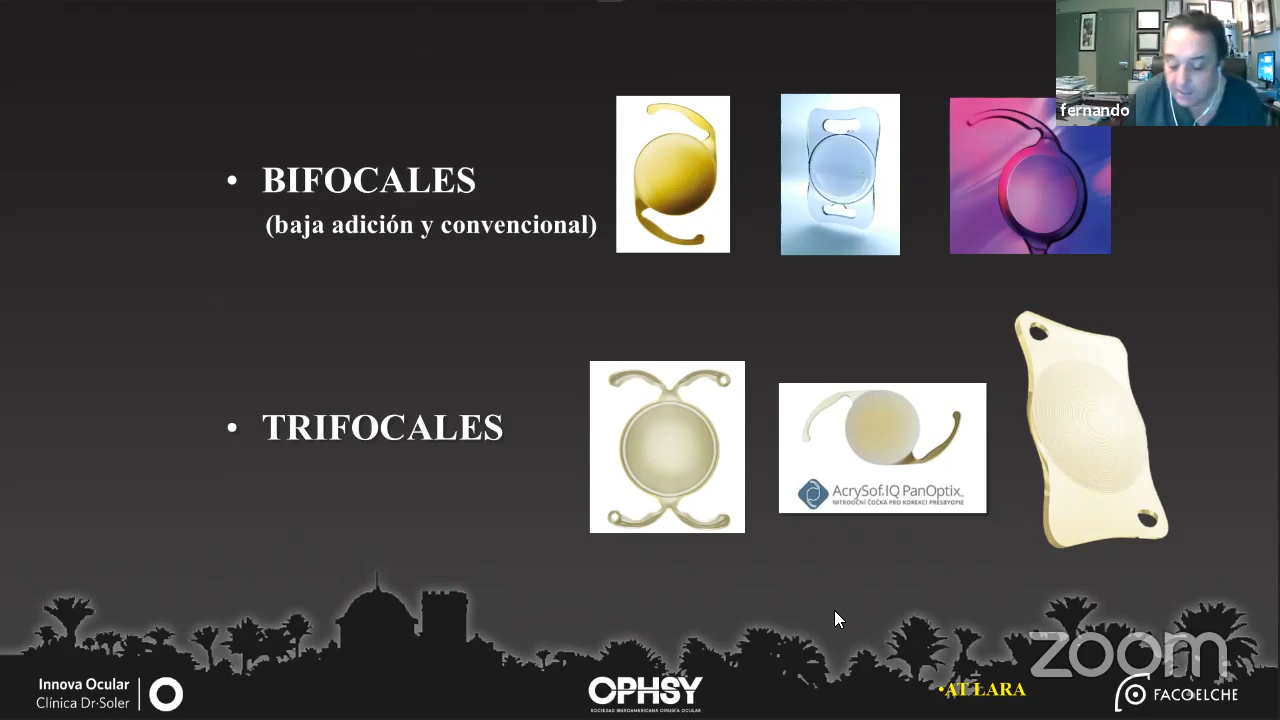 fernando
• BIFOCALES
(baja adición y convencional)
• TRIFOCALES
AcrySof IQ PanOptix™
NITROOČNÍ ČOČKA PRO KOREKCI PRESBYOPIE
zoom
Innova Ocular
Clínica Dr·Soler
OPHSY
SOCIEDAD IBEROAMERICANA CIRUGÍA OCULAR
•AT LARA
FACOELCHE